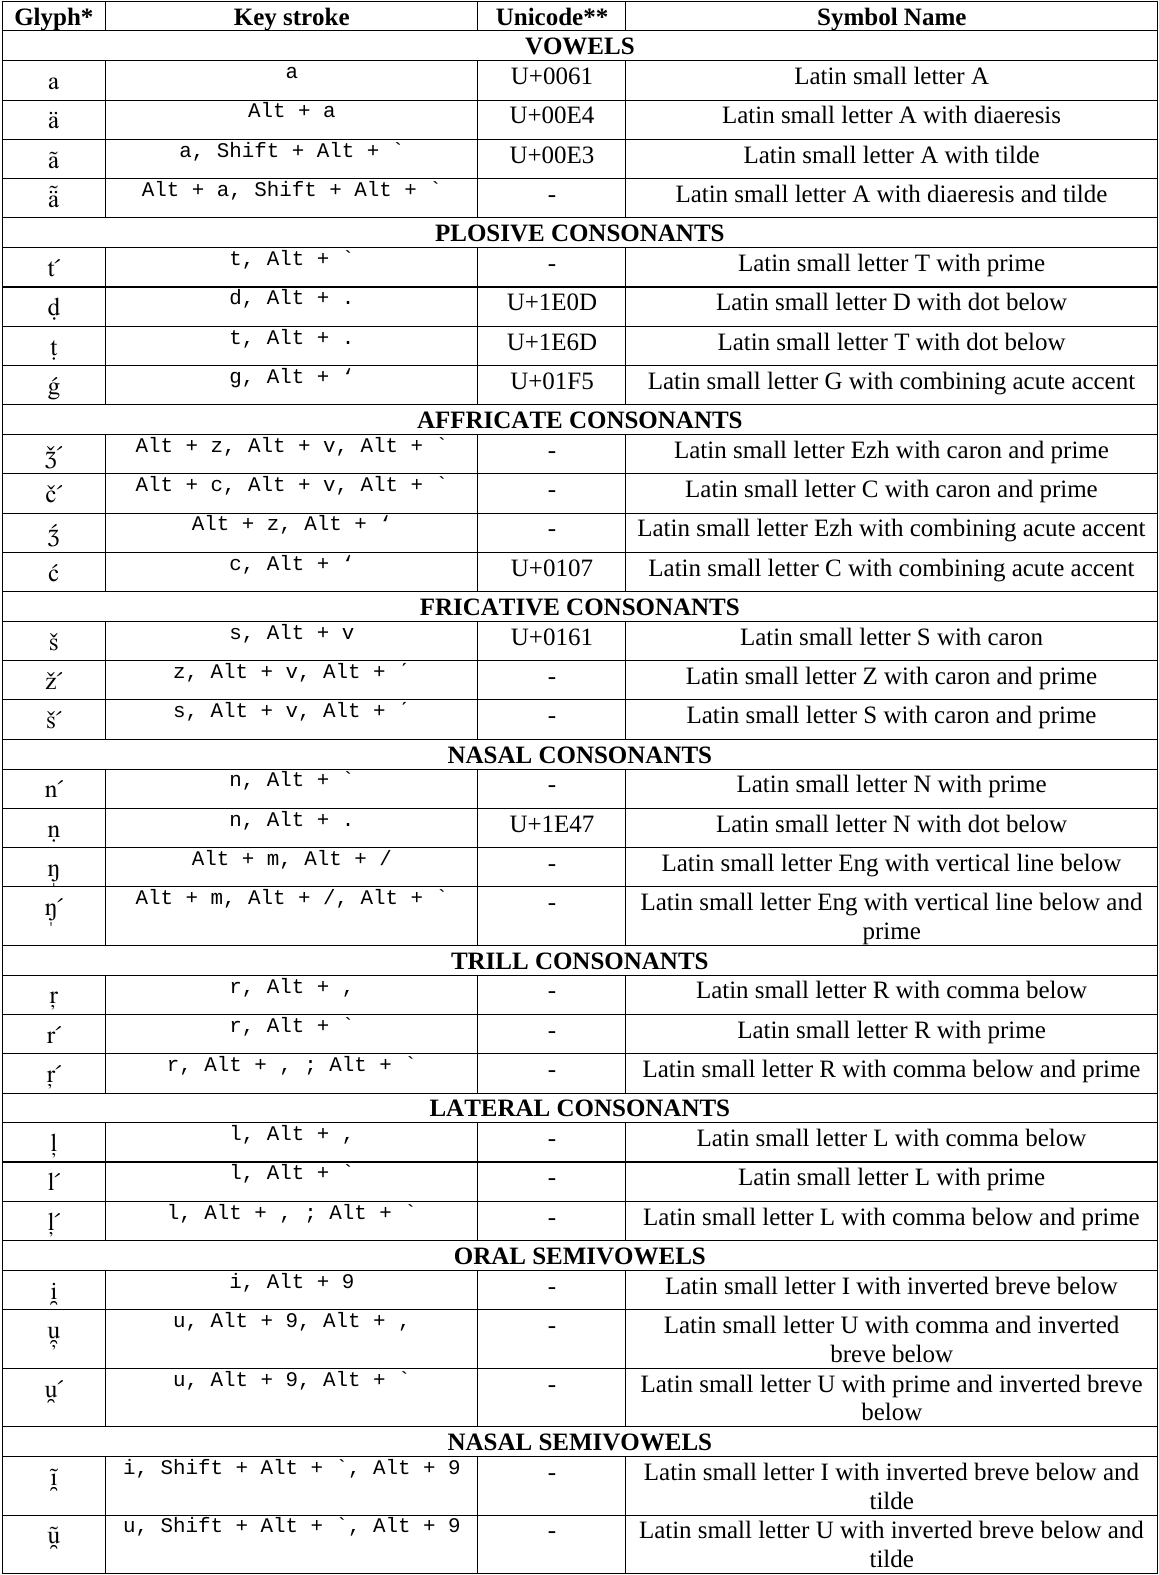 Glyph* Key stroke Unicode** Symbol Name
VOWELS
a a U+0061 Latin small letter A
ä Alt + a U+00E4 Latin small letter A with diaeresis
ã a, Shift + Alt + ` U+00E3 Latin small letter A with tilde
ä̃ Alt + a, Shift + Alt + ` - Latin small letter A with diaeresis and tilde
PLOSIVE CONSONANTS
t´ t, Alt + ` - Latin small letter T with prime
ḍ d, Alt + . U+1E0D Latin small letter D with dot below
ṭ t, Alt + . U+1E6D Latin small letter T with dot below
ǵ g, Alt + ‘ U+01F5 Latin small letter G with combining acute accent
AFFRICATE CONSONANTS
ǯ´ Alt + z, Alt + v, Alt + ` - Latin small letter Ezh with caron and prime
č´ Alt + c, Alt + v, Alt + ` - Latin small letter C with caron and prime
ʒ́ Alt + z, Alt + ‘ - Latin small letter Ezh with combining acute accent
ć c, Alt + ‘ U+0107 Latin small letter C with combining acute accent
FRICATIVE CONSONANTS
š s, Alt + v U+0161 Latin small letter S with caron
ž´ z, Alt + v, Alt + ´ - Latin small letter Z with caron and prime
š´ s, Alt + v, Alt + ´ - Latin small letter S with caron and prime
NASAL CONSONANTS
n´ n, Alt + ` - Latin small letter N with prime
ṇ n, Alt + . U+1E47 Latin small letter N with dot below
ŋ̩ Alt + m, Alt + / - Latin small letter Eng with vertical line below
ŋ̩´ Alt + m, Alt + /, Alt + ` - Latin small letter Eng with vertical line below and
prime
TRILL CONSONANTS
r̦ r, Alt + , - Latin small letter R with comma below
r´ r, Alt + ` - Latin small letter R with prime
r̦´ r, Alt + , ; Alt + ` - Latin small letter R with comma below and prime
LATERAL CONSONANTS
l̦ l, Alt + , - Latin small letter L with comma below
l´ l, Alt + ` - Latin small letter L with prime
l̦´ l, Alt + , ; Alt + ` - Latin small letter L with comma below and prime
ORAL SEMIVOWELS
i̯ i, Alt + 9 - Latin small letter I with inverted breve below
u̯̦ u, Alt + 9, Alt + , - Latin small letter U with comma and inverted
breve below
u̯´ u, Alt + 9, Alt + ` - Latin small letter U with prime and inverted breve
below
NASAL SEMIVOWELS
ĩ̯ i, Shift + Alt + `, Alt + 9 - Latin small letter I with inverted breve below and
tilde
ũ̯ u, Shift + Alt + `, Alt + 9 - Latin small letter U with inverted breve below and
tilde